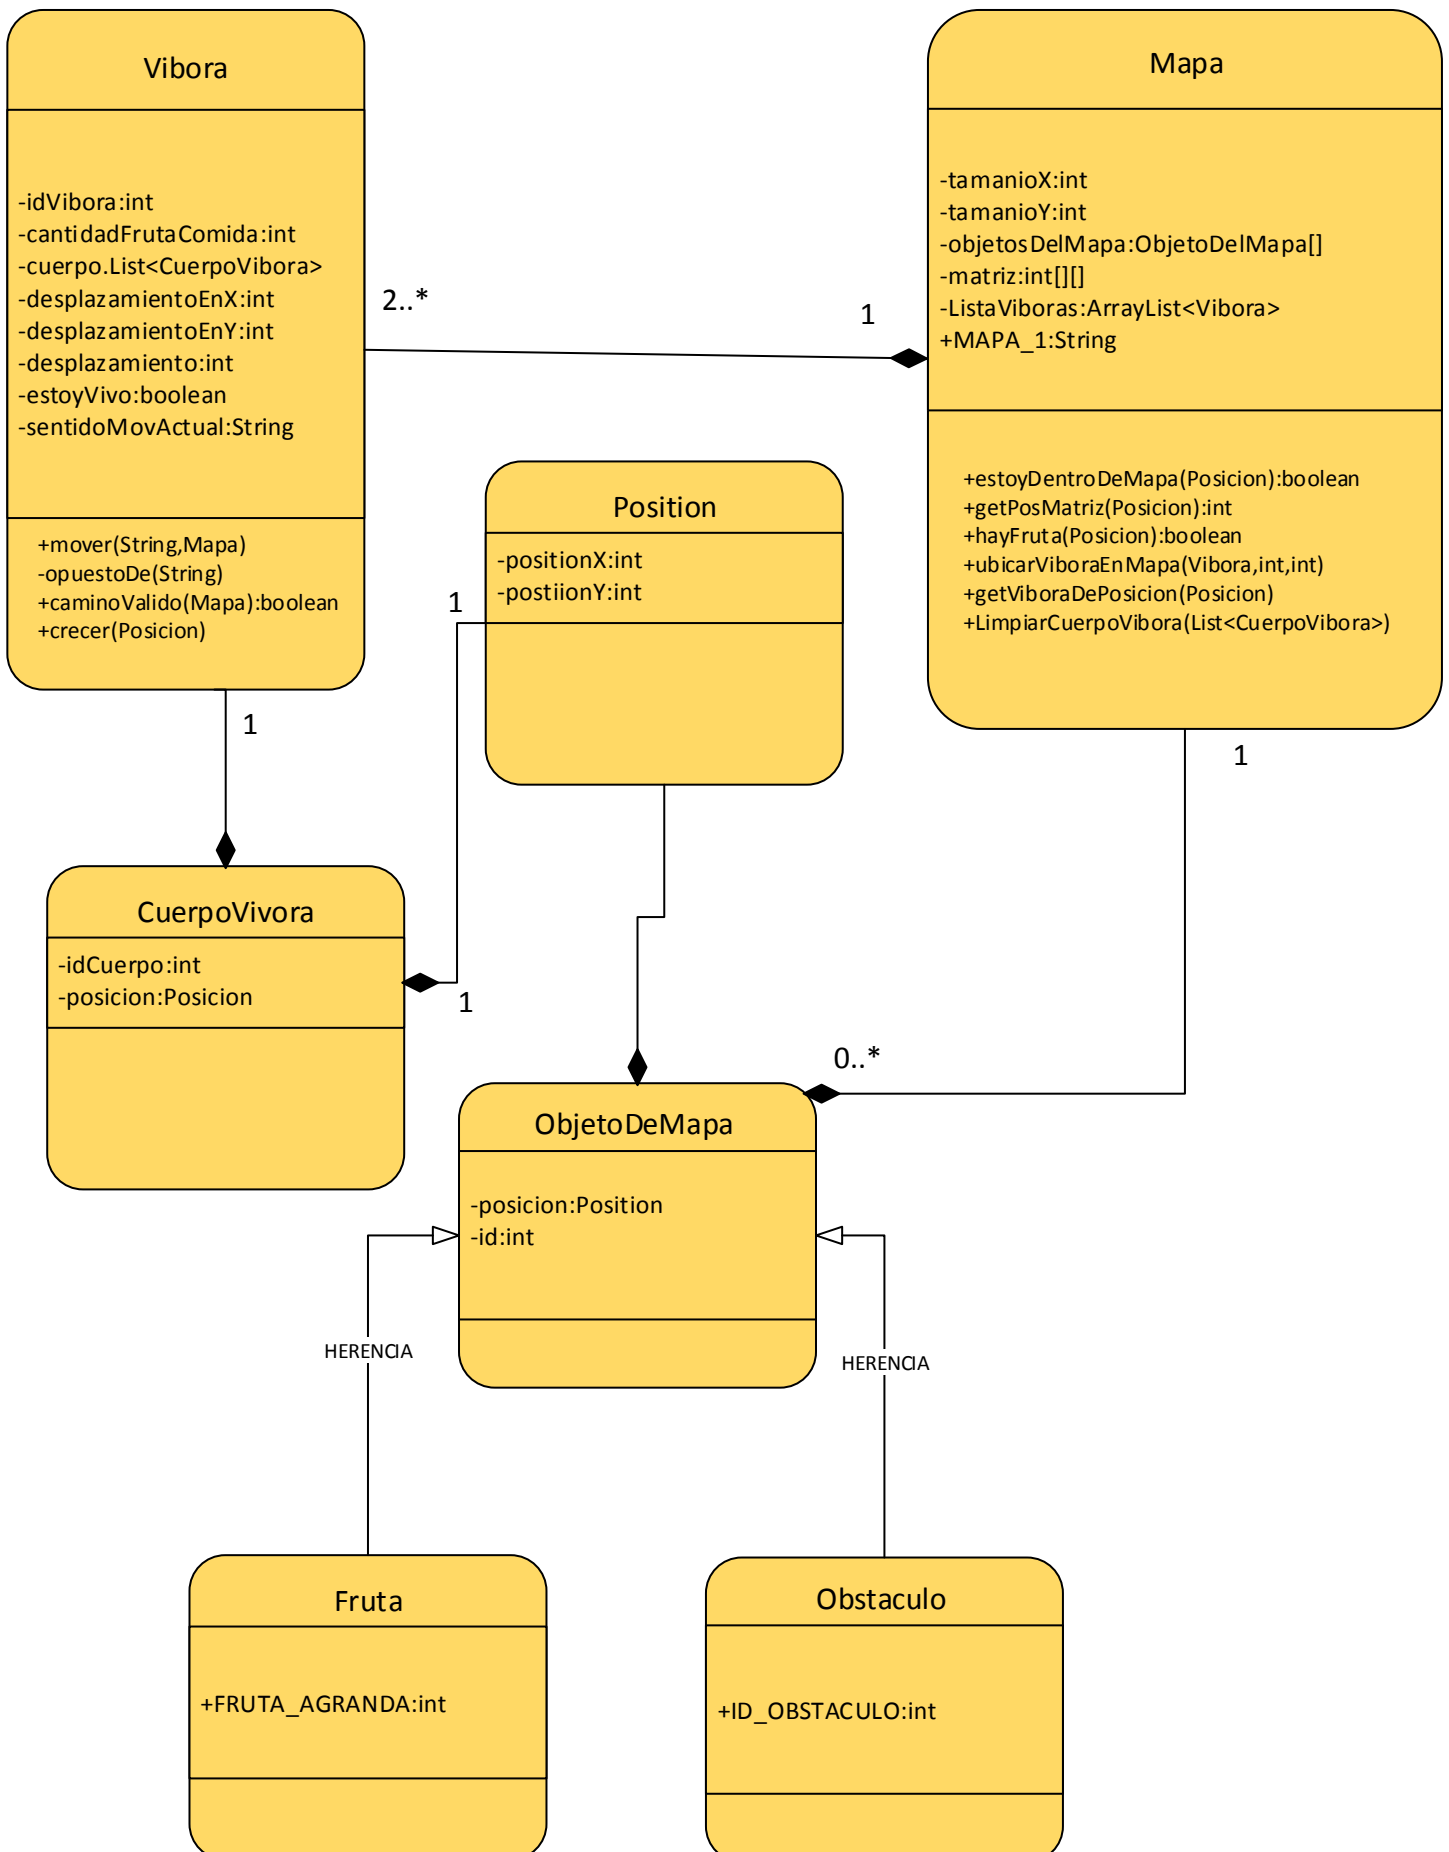 Vibora
-idVibora:int
-cantidadFrutaComida:int
-cuerpo.List<CuerpoVibora>
-desplazamientoEnX:int
-desplazamientoEnY:int
-desplazamiento:int
-estoyVivo:boolean
-sentidoMovActual:String
+mover(String,Mapa)
-opuestoDe(String)
+caminoValido(Mapa):boolean
+crecer(Posicion)
2..*
1
Mapa
-tamanioX:int
-tamanioY:int
-objetosDelMapa:ObjetoDelMapa[]
-matriz:int[][]
-ListaViboras:ArrayList<Vibora>
+MAPA_1:String
+estoyDentroDeMapa(Posicion):boolean
+getPosMatriz(Posicion):int
+hayFruta(Posicion):boolean
+ubicarViboraEnMapa(Vibora,int,int)
+getViboraDePosicion(Posicion)
+LimpiarCuerpoVibora(List<CuerpoVibora>)
Position
-positionX:int
-postiionY:int
1
1
1
CuerpoVivora
-idCuerpo:int
-posicion:Posicion
1
0..*
ObjetoDeMapa
-posicion:Position
-id:int
HERENCIA
HERENCIA
Fruta
+FRUTA_AGRANDA:int
Obstaculo
+ID_OBSTACULO:int